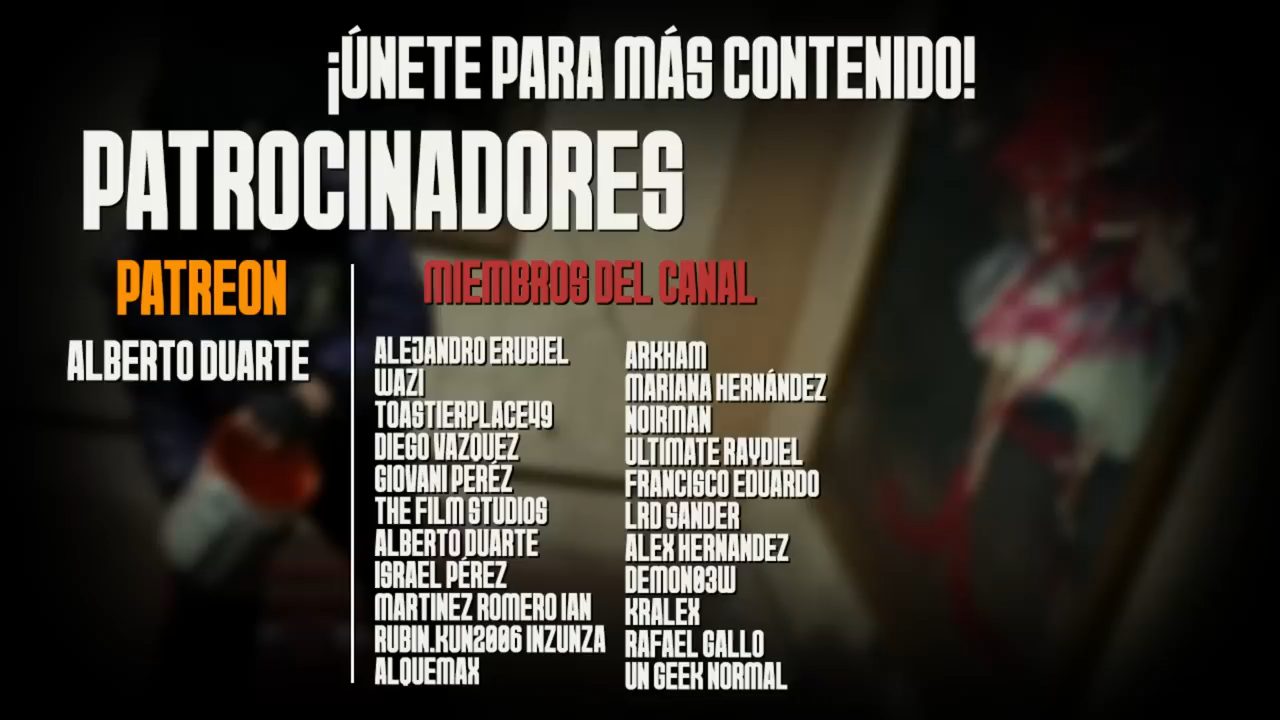 ¡ÚNETE PARA MÁS CONTENIDO!
PATROCINADORES
PATREON
ALBERTO DUARTE
MIEMBROS DEL CANAL
ALEJANDRO ERUBIEL
WAZI
TOASTIERPLACE49
DIEGO VAZQUEZ
GIOVANI PERÉZ
THE FILM STUDIOS
ALBERTO DUARTE
ISRAEL PÉREZ
MARTINEZ ROMERO IAN
RUBIN.KUN2006 INZUNZA
ALQUEMAX
ARKHAM
MARIANA HERNÁNDEZ
NOIRMAN
ULTIMATE RAYDIEL
FRANCISCO EDUARDO
LRD SANDER
ALEX HERNANDEZ
DEMON03W
KRALEX
RAFAEL GALLO
UN GEEK NORMAL